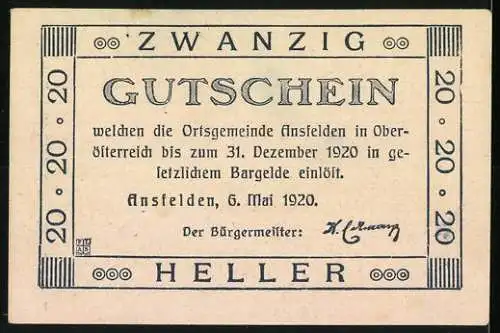 ZWANZIG
GUTSCHEIN
welchen die Ortsgemeinde Ansfelden in Ober-
österreich bis zum 31. Dezember 1920 in ge-
setzlichem Bargelde einlöst.
Ansfelden, 6. Mai 1920.
Der Bürgermeister:
20 20 20
20 20 20
HELLER